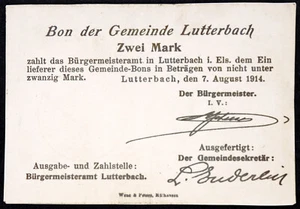 Bon der Gemeinde Lutterbach
Zwei Mark
zahlt das Bürgermeisteramt in Lutterbach i. Els. dem Ein
lieferer dieses Gemeinde-Bons in Beträgen von nicht unter
zwanzig Mark. Lutterbach, den 7. August 1914.
Der Bürgermeister.
I. V.:
Ausgefertigt:
Ausgabe- und Zahlstelle: Der Gemeindesekretär:
Bürgermeisteramt Lutterbach. L. Enderlin